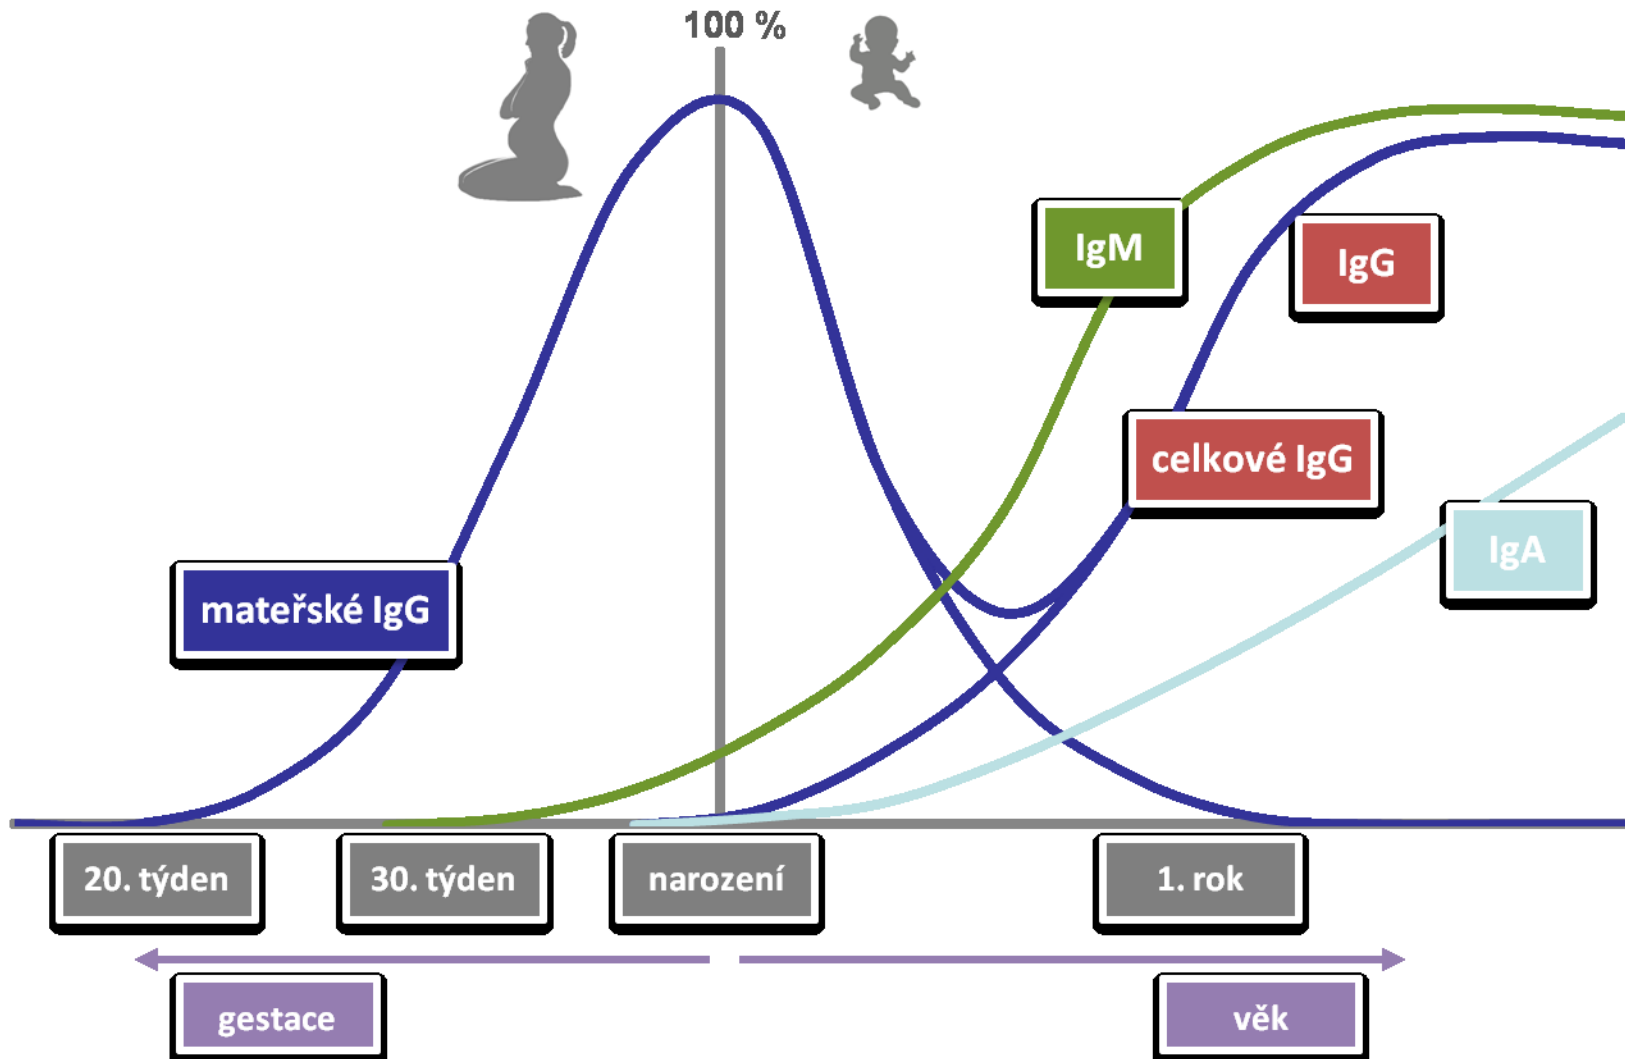 100 %
IgM
IgG
celkové IgG
IgA
mateřské IgG
20. týden
30. týden
narození
1. rok
gestace
věk